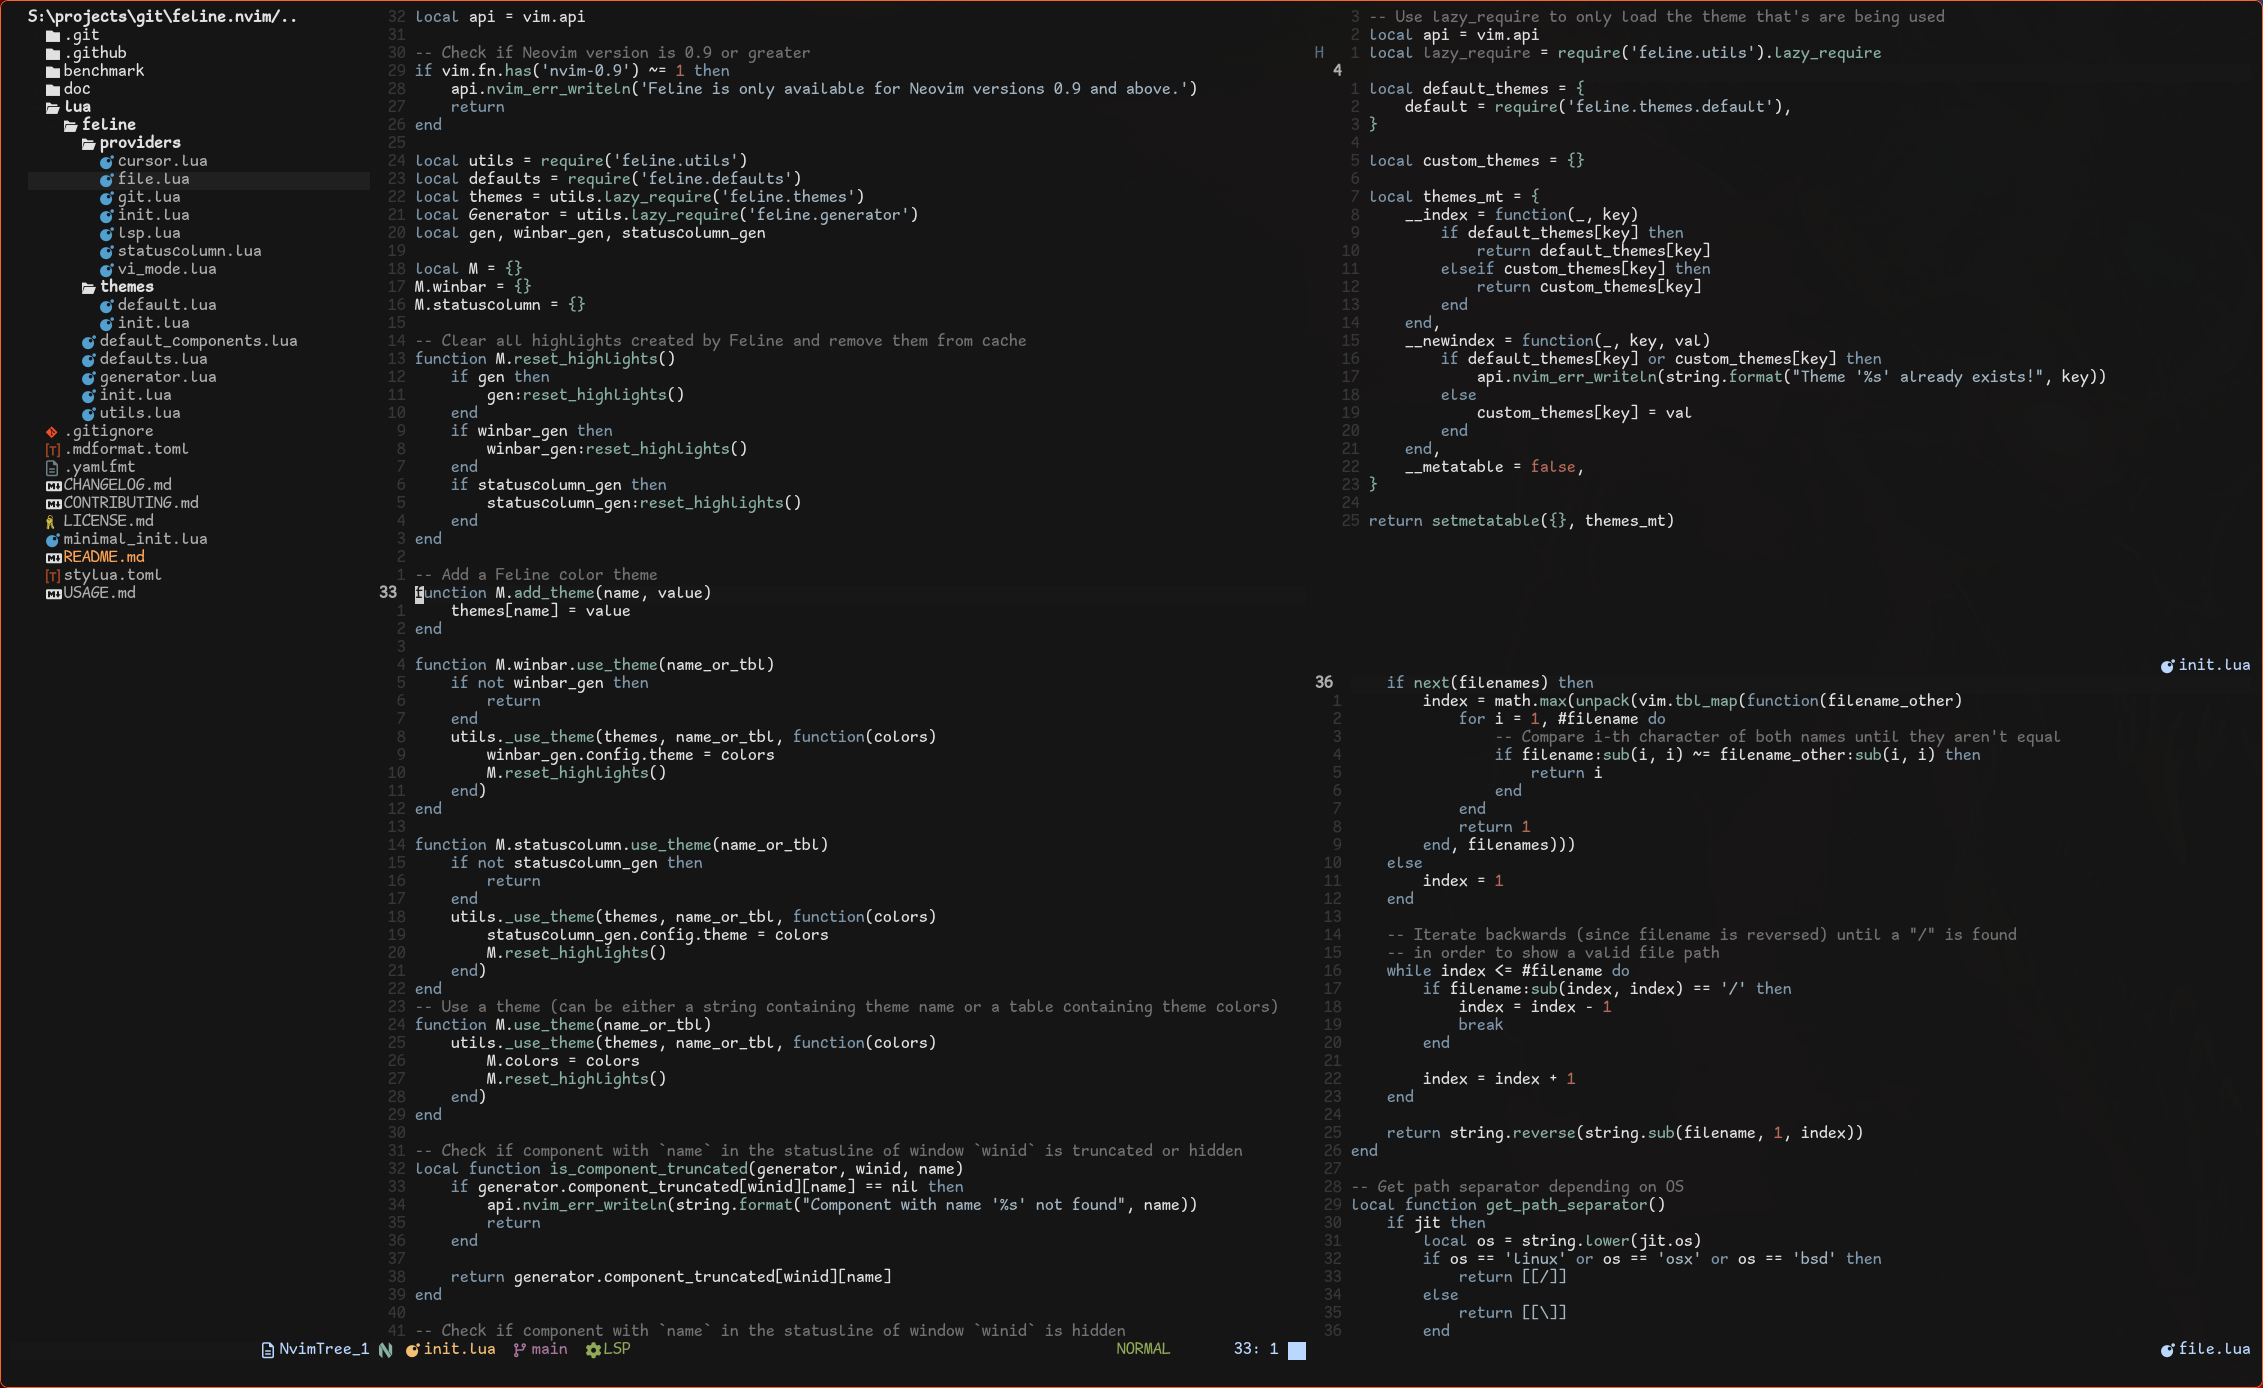 S:\projects\git\feline.nvim/..
.git
.github
benchmark
doc
lua
feline
providers
cursor.lua
file.lua
git.lua
init.lua
lsp.lua
statuscolumn.lua
vi_mode.lua
themes
default.lua
init.lua
default_components.lua
defaults.lua
generator.lua
init.lua
utils.lua
.gitignore
[T] .mdformat.toml
.yamlfmt
CHANGELOG.md
CONTRIBUTING.md
LICENSE.md
minimal_init.lua
README.md
[T] stylua.toml
USAGE.md
32 local api = vim.api
31
30 -- Check if Neovim version is 0.9 or greater
29 if vim.fn.has('nvim-0.9') ~= 1 then
28     api.nvim_err_writeln('Feline is only available for Neovim versions 0.9 and above.')
27     return
26 end
25
24 local utils = require('feline.utils')
23 local defaults = require('feline.defaults')
22 local themes = utils.lazy_require('feline.themes')
21 local Generator = utils.lazy_require('feline.generator')
20 local gen, winbar_gen, statuscolumn_gen
19
18 local M = {}
17 M.winbar = {}
16 M.statuscolumn = {}
15
14 -- Clear all highlights created by Feline and remove them from cache
13 function M.reset_highlights()
12     if gen then
11         gen:reset_highlights()
10     end
9     if winbar_gen then
8         winbar_gen:reset_highlights()
7     end
6     if statuscolumn_gen then
5         statuscolumn_gen:reset_highlights()
4     end
3 end
2
1 -- Add a Feline color theme
33 function M.add_theme(name, value)
1     themes[name] = value
2 end
3
4 function M.winbar.use_theme(name_or_tbl)
5     if not winbar_gen then
6         return
7     end
8     utils._use_theme(themes, name_or_tbl, function(colors)
9         winbar_gen.config.theme = colors
10         M.reset_highlights()
11     end)
12 end
13
14 function M.statuscolumn.use_theme(name_or_tbl)
15     if not statuscolumn_gen then
16         return
17     end
18     utils._use_theme(themes, name_or_tbl, function(colors)
19         statuscolumn_gen.config.theme = colors
20         M.reset_highlights()
21     end)
22 end
23 -- Use a theme (can be either a string containing theme name or a table containing theme colors)
24 function M.use_theme(name_or_tbl)
25     utils._use_theme(themes, name_or_tbl, function(colors)
26         M.colors = colors
27         M.reset_highlights()
28     end)
29 end
30
31 -- Check if component with `name` in the statusline of window `winid` is truncated or hidden
32 local function is_component_truncated(generator, winid, name)
33     if generator.component_truncated[winid][name] == nil then
34         api.nvim_err_writeln(string.format("Component with name '%s' not found", name))
35         return
36     end
37
38     return generator.component_truncated[winid][name]
39 end
40
41 -- Check if component with `name` in the statusline of window `winid` is hidden
3 -- Use lazy_require to only load the theme that's are being used
2 local api = vim.api
H 1 local lazy_require = require('feline.utils').lazy_require
4
1 local default_themes = {
2     default = require('feline.themes.default'),
3 }
4
5 local custom_themes = {}
6
7 local themes_mt = {
8     __index = function(_, key)
9         if default_themes[key] then
10             return default_themes[key]
11         elseif custom_themes[key] then
12             return custom_themes[key]
13         end
14     end,
15     __newindex = function(_, key, val)
16         if default_themes[key] or custom_themes[key] then
17             api.nvim_err_writeln(string.format("Theme '%s' already exists!", key))
18         else
19             custom_themes[key] = val
20         end
21     end,
22     __metatable = false,
23 }
24
25 return setmetatable({}, themes_mt)
init.lua
36     if next(filenames) then
1         index = math.max(unpack(vim.tbl_map(function(filename_other)
2             for i = 1, #filename do
3                 -- Compare i-th character of both names until they aren't equal
4                 if filename:sub(i, i) ~= filename_other:sub(i, i) then
5                     return i
6                 end
7             end
8             return 1
9         end, filenames)))
10     else
11         index = 1
12     end
13
14     -- Iterate backwards (since filename is reversed) until a "/" is found
15     -- in order to show a valid file path
16     while index <= #filename do
17         if filename:sub(index, index) == '/' then
18             index = index - 1
19             break
20         end
21
22         index = index + 1
23     end
24
25     return string.reverse(string.sub(filename, 1, index))
26 end
27
28 -- Get path separator depending on OS
29 local function get_path_separator()
30     if jit then
31         local os = string.lower(jit.os)
32         if os == 'linux' or os == 'osx' or os == 'bsd' then
33             return [[/]]
34         else
35             return [[\]]
36         end
NvimTree_1 init.lua main LSP NORMAL 33: 1 file.lua